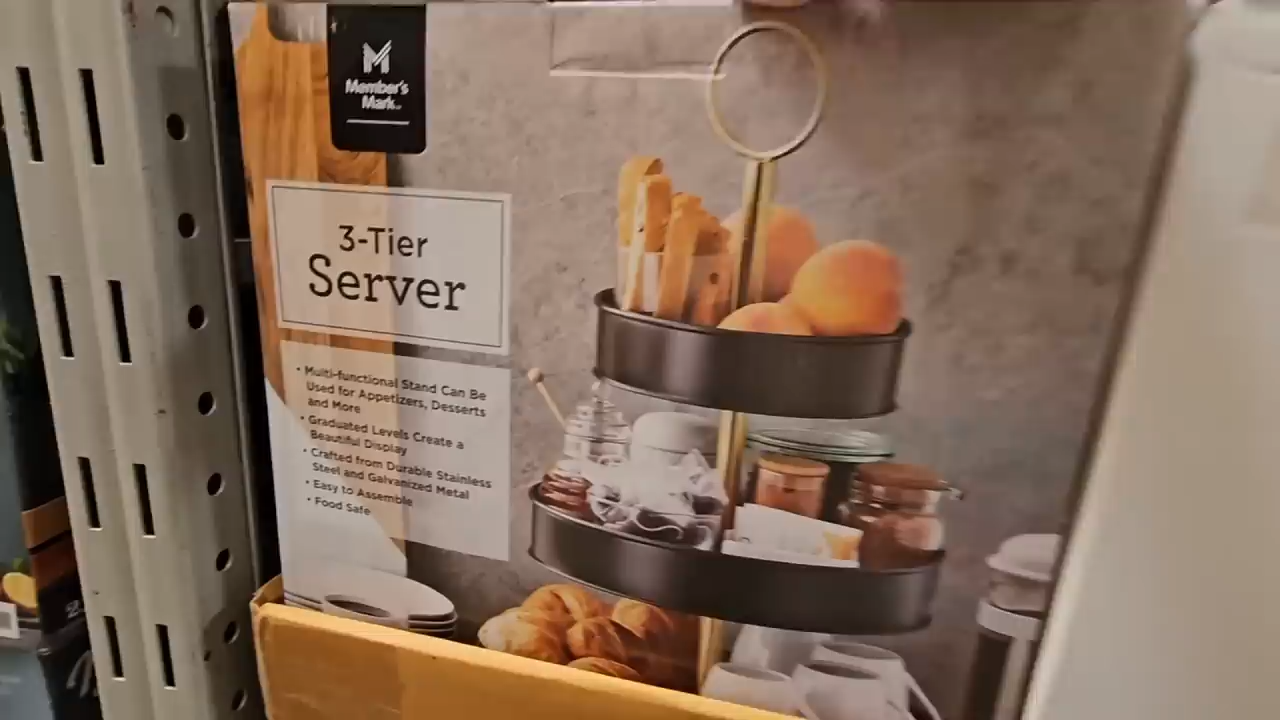 Member's
Mark
3-Tier
Server
• Multi-functional Stand Can Be
Used for Appetizers, Desserts
and More
• Graduated Levels Create a
Beautiful Display
• Crafted from Durable Stainless
Steel and Galvanized Metal
• Easy to Assemble
• Food Safe